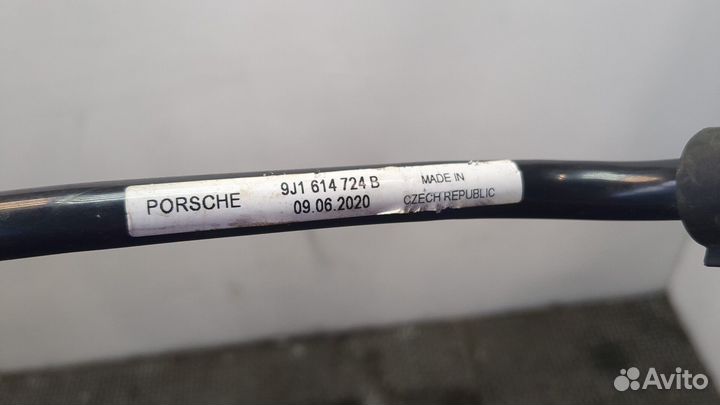 PORSCHE
9J1 614 724 B
09.06.2020
MADE IN
CZECH REPUBLIC
Avito